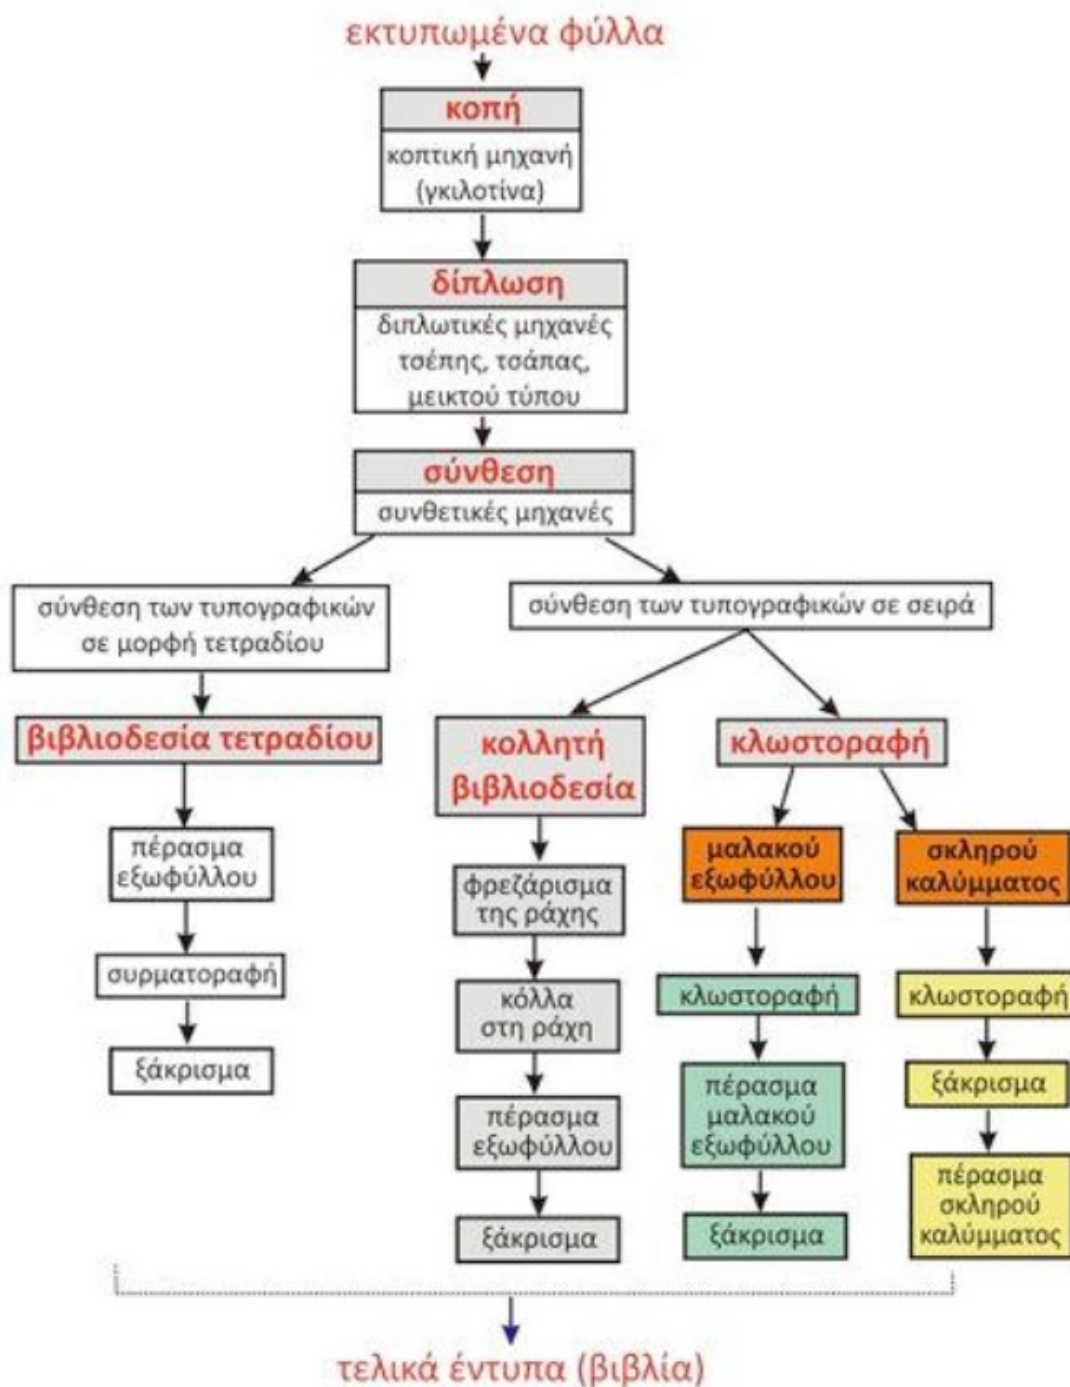 εκτυπωμένα φύλλα
κοπή
κοπτική μηχανή
(γκιλοτίνα)
δίπλωση
διπλωτικές μηχανές
τσέπης, τσάπας,
μεικτού τύπου
σύνθεση
συνθετικές μηχανές
σύνθεση των τυπογραφικών
σε μορφή τετραδίου
σύνθεση των τυπογραφικών σε σειρά
βιβλιοδεσία τετραδίου
κολλητή
βιβλιοδεσία
κλωστοραφή
πέρασμα
εξωφύλλου
συρματοραφή
ξάκρισμα
φρεζάρισμα
της ράχης
κόλλα
στη ράχη
πέρασμα
εξωφύλλου
ξάκρισμα
μαλακού
εξωφύλλου
κλωστοραφή
πέρασμα
μαλακού
εξωφύλλου
ξάκρισμα
σκληρού
καλύμματος
κλωστοραφή
ξάκρισμα
πέρασμα
σκληρού
καλύμματος
τελικά έντυπα (βιβλία)